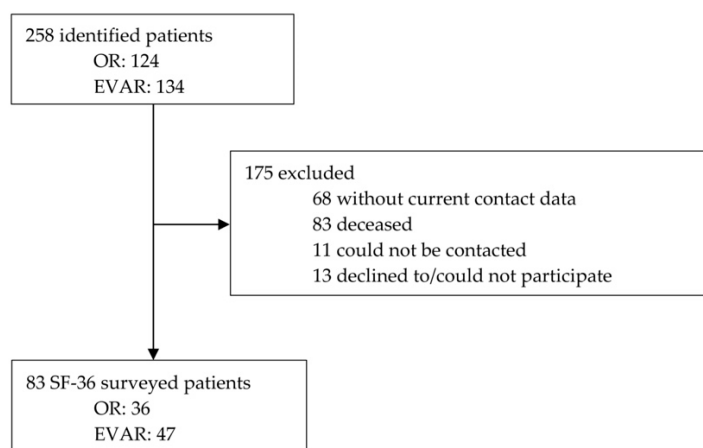 258 identified patients
OR: 124
EVAR: 134
175 excluded
68 without current contact data
83 deceased
11 could not be contacted
13 declined to/could not participate
83 SF-36 surveyed patients
OR: 36
EVAR: 47